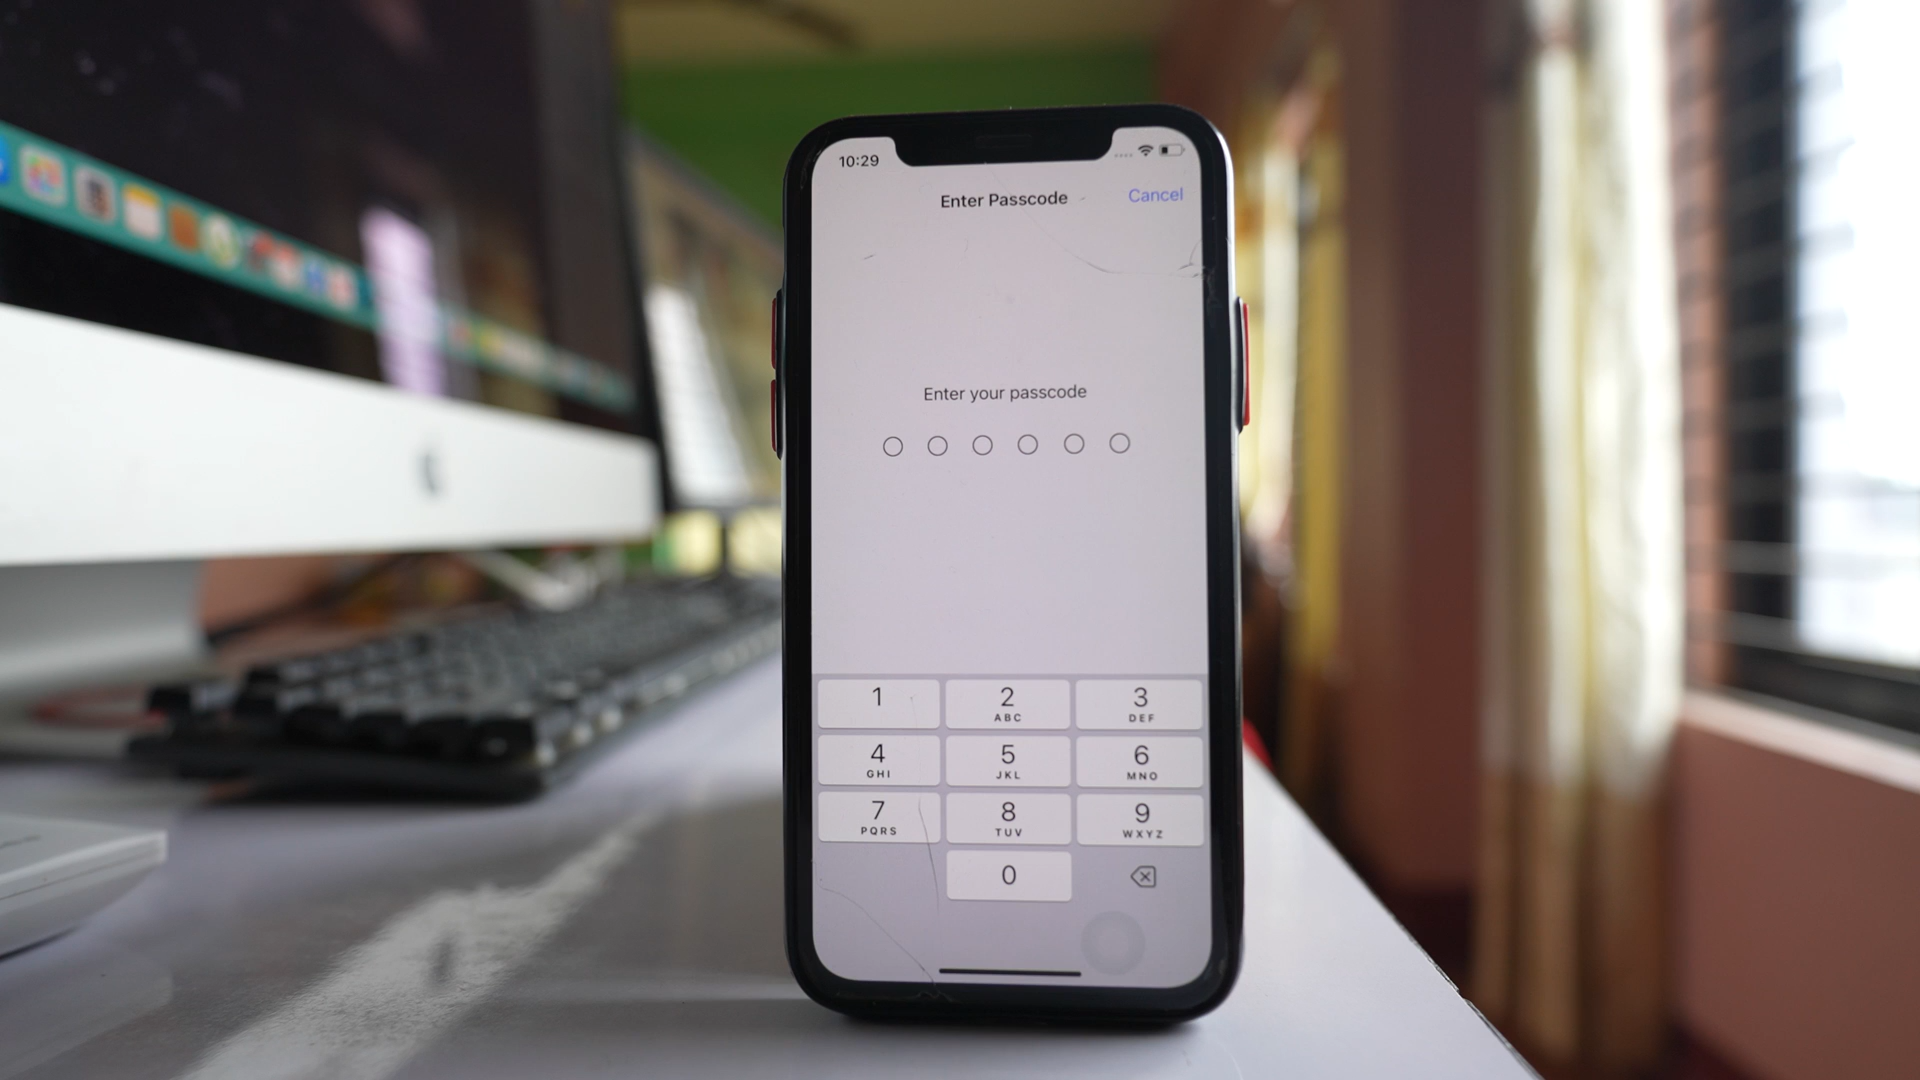 10:29
Enter Passcode
Cancel
Enter your passcode
1
2
ABC
3
DEF
4
GHI
5
JKL
6
MNO
7
PQRS
8
TUV
9
WXYZ
0